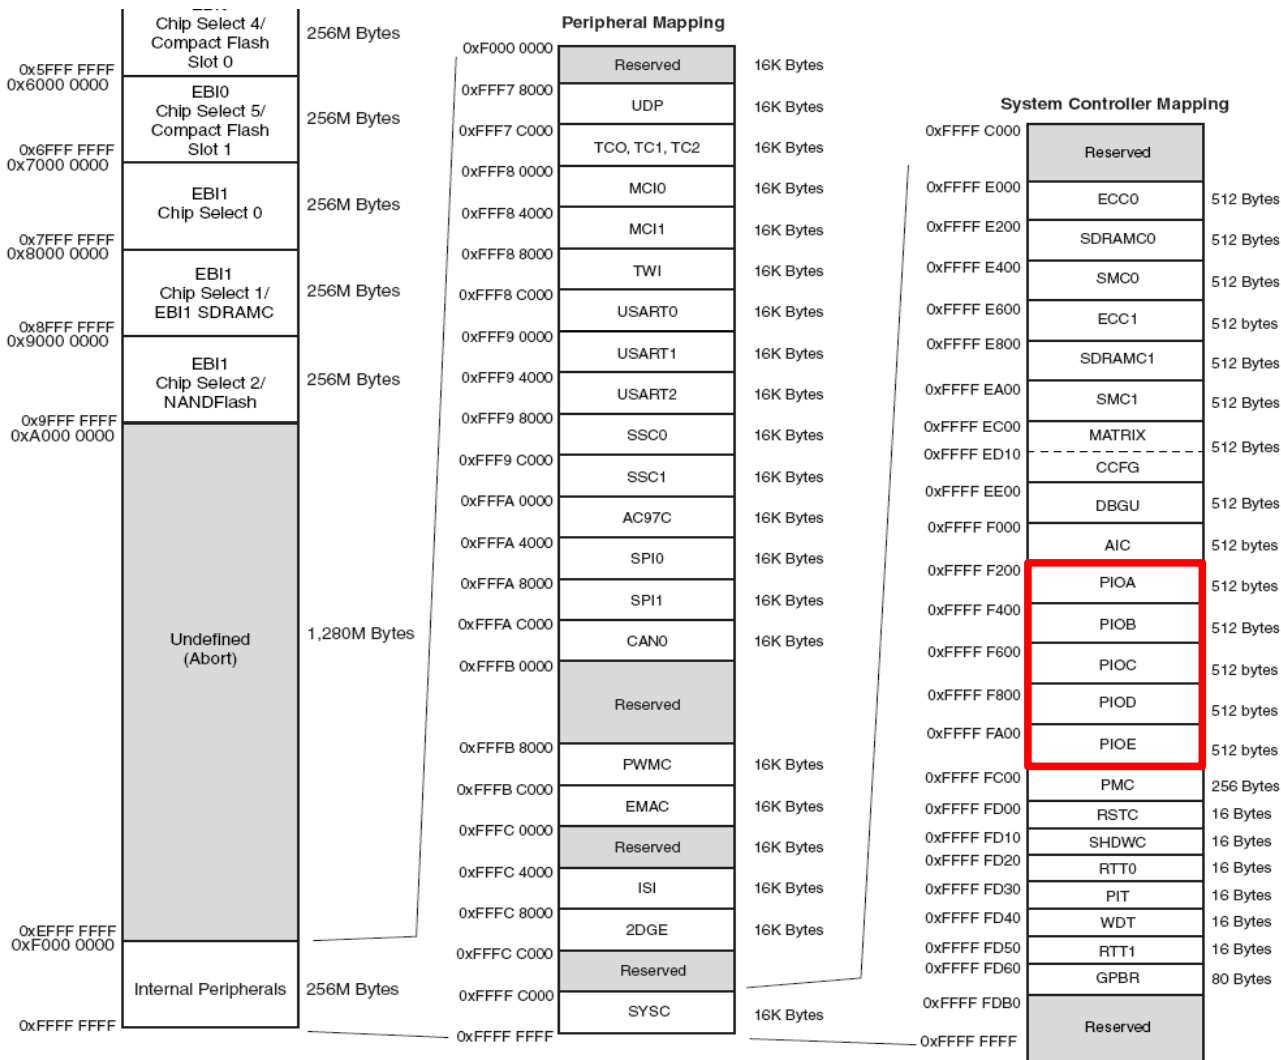 EBI0
Chip Select 4/
Compact Flash
Slot 0
256M Bytes
0x5FFF FFFF
0x6000 0000
EBI0
Chip Select 5/
Compact Flash
Slot 1
256M Bytes
0x6FFF FFFF
0x7000 0000
EBI1
Chip Select 0
256M Bytes
0x7FFF FFFF
0x8000 0000
EBI1
Chip Select 1/
EBI1 SDRAMC
256M Bytes
0x8FFF FFFF
0x9000 0000
EBI1
Chip Select 2/
NANDFlash
256M Bytes
0x9FFF FFFF
0xA000 0000
Undefined
(Abort)
1,280M Bytes
0xEFFF FFFF
0xF000 0000
Internal Peripherals
256M Bytes
0xFFFF FFFF
Peripheral Mapping
0xF000 0000
Reserved 16K Bytes
0xFFF7 8000
UDP 16K Bytes
0xFFF7 C000
TCO, TC1, TC2 16K Bytes
0xFFF8 0000
MCI0 16K Bytes
0xFFF8 4000
MCI1 16K Bytes
0xFFF8 8000
TWI 16K Bytes
0xFFF8 C000
USART0 16K Bytes
0xFFF9 0000
USART1 16K Bytes
0xFFF9 4000
USART2 16K Bytes
0xFFF9 8000
SSC0 16K Bytes
0xFFF9 C000
SSC1 16K Bytes
0xFFFA 0000
AC97C 16K Bytes
0xFFFA 4000
SPI0 16K Bytes
0xFFFA 8000
SPI1 16K Bytes
0xFFFA C000
CAN0 16K Bytes
0xFFFB 0000
Reserved
0xFFFB 8000
PWMC 16K Bytes
0xFFFB C000
EMAC 16K Bytes
0xFFFC 0000
Reserved 16K Bytes
0xFFFC 4000
ISI 16K Bytes
0xFFFC 8000
2DGE 16K Bytes
0xFFFC C000
Reserved
0xFFFF C000
SYSC 16K Bytes
0xFFFF FFFF
System Controller Mapping
0xFFFF C000
Reserved
0xFFFF E000
ECC0 512 Bytes
0xFFFF E200
SDRAMC0 512 Bytes
0xFFFF E400
SMC0 512 Bytes
0xFFFF E600
ECC1 512 bytes
0xFFFF E800
SDRAMC1 512 Bytes
0xFFFF EA00
SMC1 512 Bytes
0xFFFF EC00
MATRIX
512 Bytes
0xFFFF ED10
CCFG
0xFFFF EE00
DBGU 512 Bytes
0xFFFF F000
AIC 512 bytes
0xFFFF F200
PIOA 512 bytes
0xFFFF F400
PIOB 512 Bytes
0xFFFF F600
PIOC 512 bytes
0xFFFF F800
PIOD 512 bytes
0xFFFF FA00
PIOE 512 bytes
0xFFFF FC00
PMC 256 Bytes
0xFFFF FD00
RSTC 16 Bytes
0xFFFF FD10
SHDWC 16 Bytes
0xFFFF FD20
RTT0 16 Bytes
0xFFFF FD30
PIT 16 Bytes
0xFFFF FD40
WDT 16 Bytes
0xFFFF FD50
RTT1 16 Bytes
0xFFFF FD60
GPBR 80 Bytes
0xFFFF FDB0
Reserved
0xFFFF FFFF